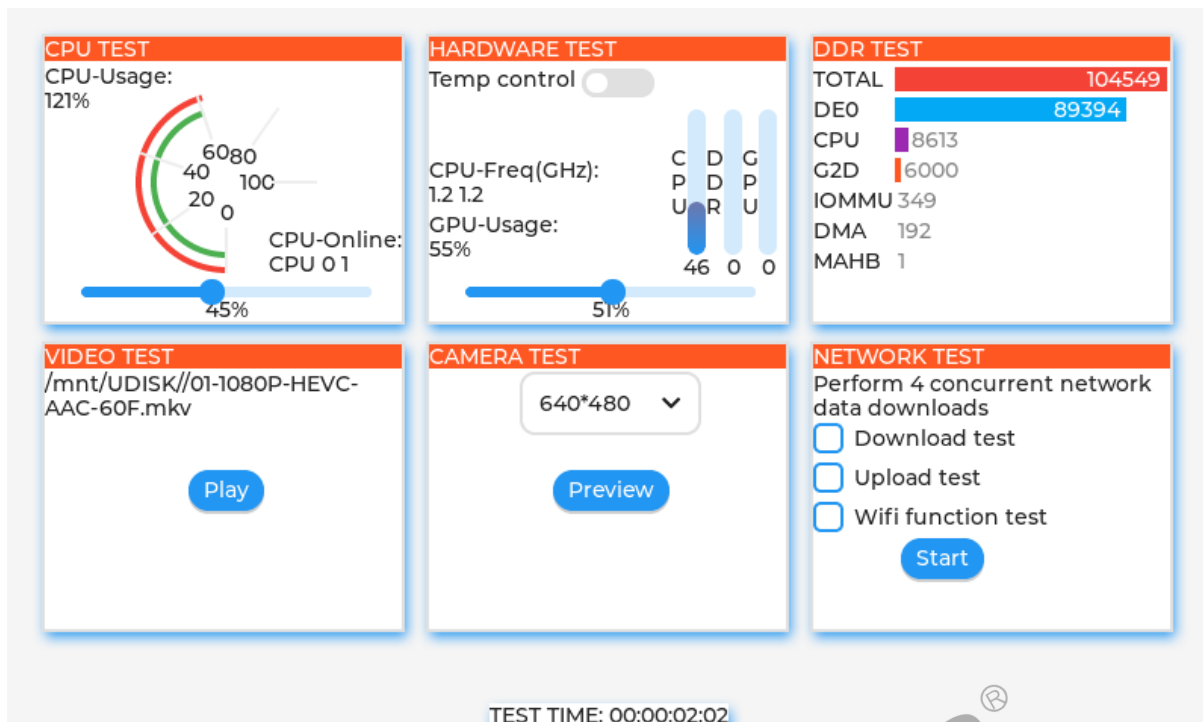 CPU TEST
CPU-Usage:
121%
60
80
40
100
20
0
CPU-Online:
CPU 0 1
45%
HARDWARE TEST
Temp control
CPU-Freq(GHz):
1.2 1.2
GPU-Usage:
55%
CPU
DDR
GPU
46 0 0
51%
DDR TEST
TOTAL 104549
DE0 89394
CPU 8613
G2D 6000
IOMMU 349
DMA 192
MAHB 1
VIDEO TEST
/mnt/UDISK//01-1080P-HEVC-
AAC-60F.mkv
Play
CAMERA TEST
640*480
Preview
NETWORK TEST
Perform 4 concurrent network
data downloads
Download test
Upload test
Wifi function test
Start
TEST TIME: 00:00:02:02
®